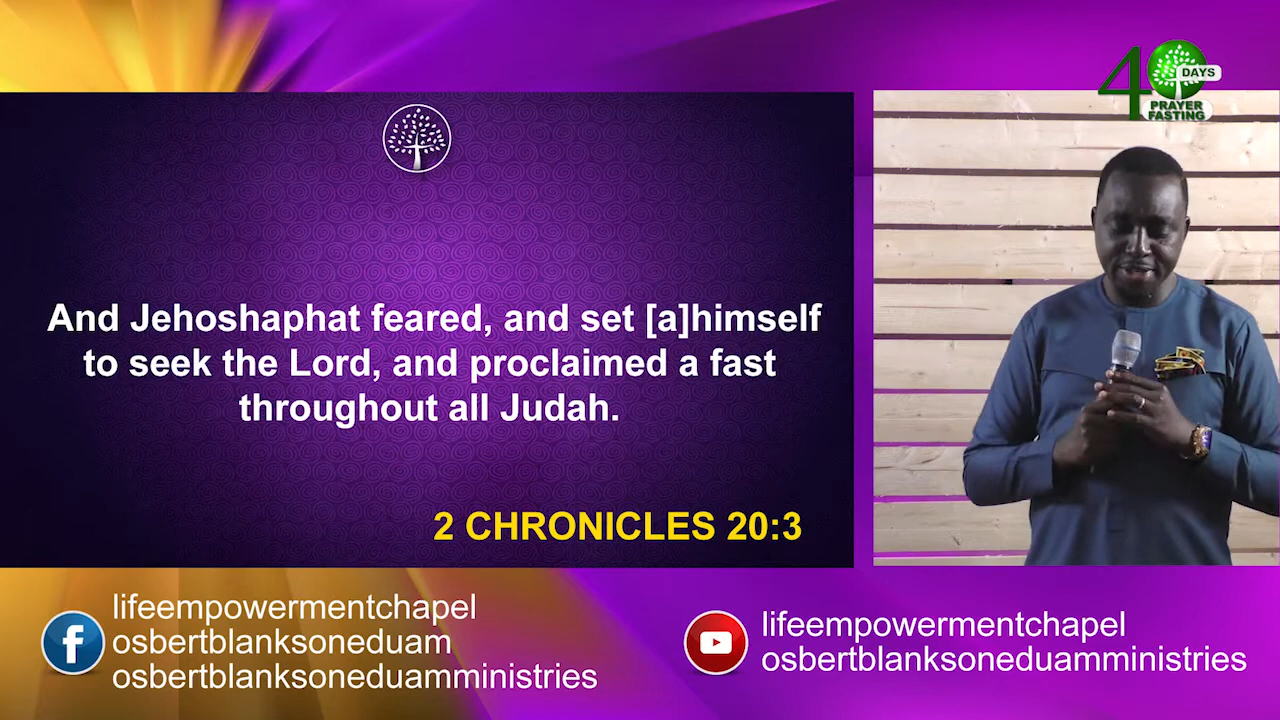 40 DAYS
PRAYER
FASTING
And Jehoshaphat feared, and set [a]himself
to seek the Lord, and proclaimed a fast
throughout all Judah.
2 CHRONICLES 20:3
lifeempowermentchapel
osbertblanksoneduam
osbertblanksoneduamministries
lifeempowermentchapel
osbertblanksoneduamministries